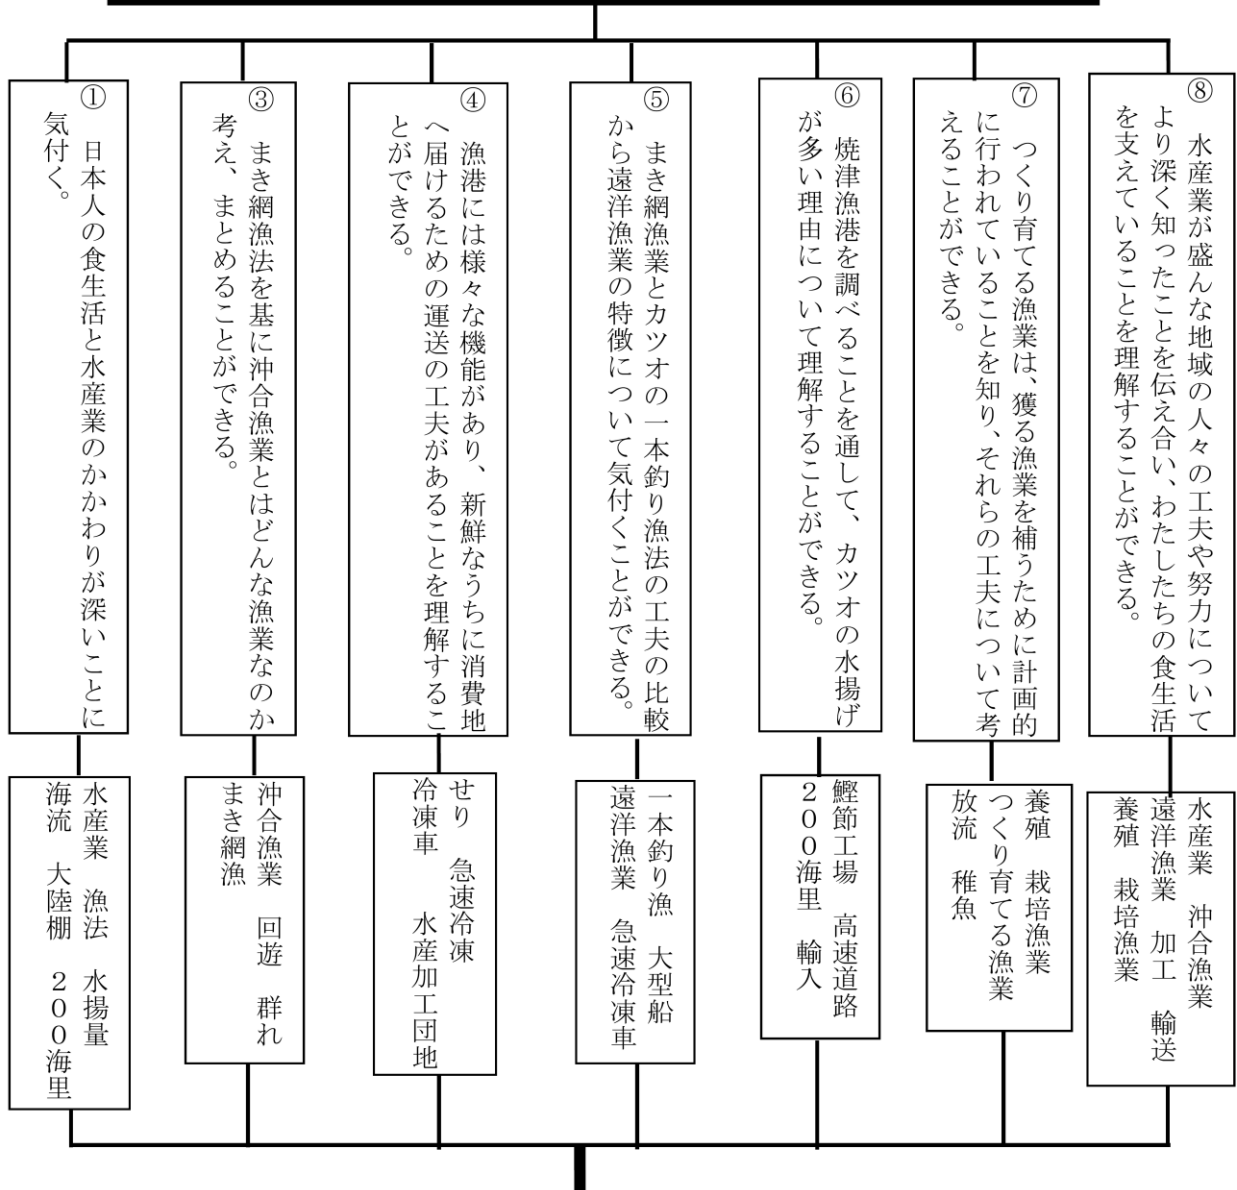 ⑧　水産業が盛んな地域の人々の工夫や努力について
より深く知ったことを伝え合い、わたしたちの食生活
を支えていることを理解することができる。
⑦　つくり育てる漁業は、獲る漁業を補うために計画的
に行われていることを知り、それらの工夫について考
えることができる。
⑥　焼津漁港を調べることを通して、カツオの水揚げ
が多い理由について理解することができる。
⑤　まき網漁業とカツオの一本釣り漁法の工夫の比較
から遠洋漁業の特徴について気付くことができる。
④　漁港には様々な機能があり、新鮮なうちに消費地
へ届けるための運送の工夫があることを理解するこ
とができる。
③　まき網漁法を基に沖合漁業とはどんな漁業なのか
考え、まとめることができる。
①　日本人の食生活と水産業のかかわりが深いことに
気付く。
水産業　沖合漁業
遠洋漁業　加工　輸送
養殖　栽培漁業
養殖　栽培漁業
つくり育てる漁業
放流　稚魚
鰹節工場　高速道路
２００海里　輸入
一本釣り漁　大型船
遠洋漁業　急速冷凍車
せり　急速冷凍
冷凍車　水産加工団地
沖合漁業　回遊　群れ
まき網漁
水産業　漁法　水揚量
海流　大陸棚　２００海里